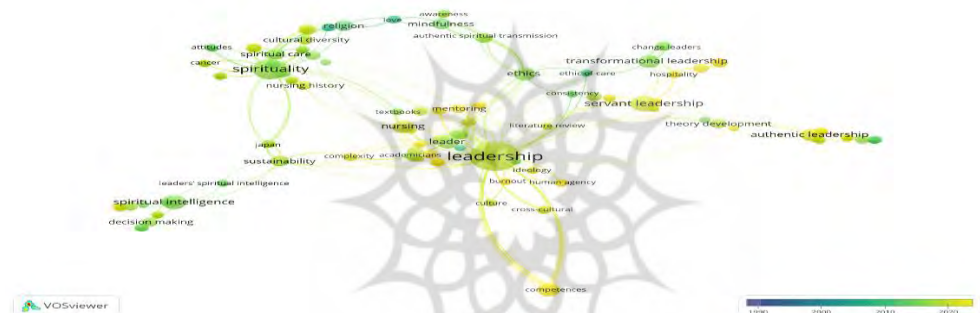 awareness
love
mindfulness
religion
authentic spiritual transmission
cultural diversity
attitudes
change leaders
spiritual care
transformational leadership
cancer
spirituality
ethics
ethical care
hospitality
nursing history
consistency
servant leadership
textbooks
mentoring
nursing
literature review
theory development
authentic leadership
leader
japan
sustainability
complexity
academicians
leadership
ideology
leaders' spiritual intelligence
burnout
human agency
spiritual intelligence
culture
cross-cultural
decision making
competences
VOSviewer
1990
2000
2010
2020